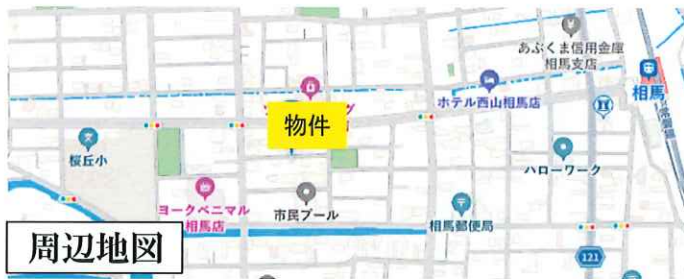 あぶくま信用金庫
相馬支店
相馬
ホテル西山相馬店
物件
桜丘小
ハローワーク
ヨークベニマル
相馬店
市民プール
相馬郵便局
121
周辺地図